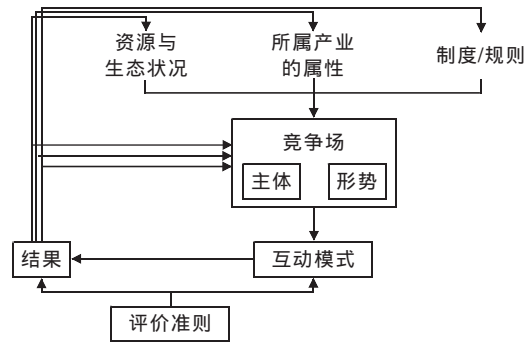 资源与
生态状况
所属产业
的属性
制度/规则
竞争场
主体
形势
结果
互动模式
评价准则